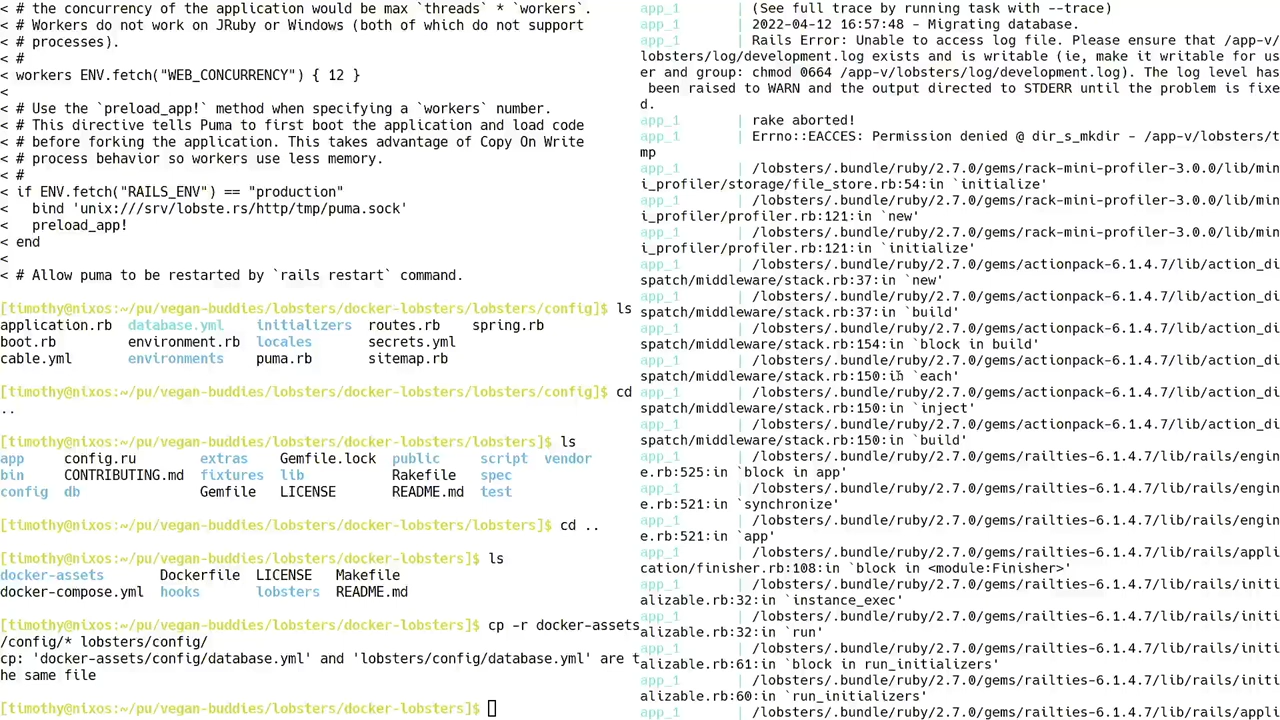 < # the concurrency of the application would be max `threads` * `workers`.
< # Workers do not work on JRuby or Windows (both of which do not support
< # processes).
< #
< workers ENV.fetch("WEB_CONCURRENCY") { 12 }
<
< # Use the `preload_app!` method when specifying a `workers` number.
< # This directive tells Puma to first boot the application and load code
< # before forking the application. This takes advantage of Copy On Write
< # process behavior so workers use less memory.
< #
< if ENV.fetch("RAILS_ENV") == "production"
<   bind 'unix:///srv/lobste.rs/http/tmp/puma.sock'
<   preload_app!
< end
<
< # Allow puma to be restarted by `rails restart` command.
[timothy@nixos:~/pu/vegan-buddies/lobsters/docker-lobsters/lobsters/config]$ ls
application.rb  database.yml    initializers  routes.rb    spring.rb
boot.rb         environment.rb  locales       secrets.yml
cable.yml       environments    puma.rb       sitemap.rb
[timothy@nixos:~/pu/vegan-buddies/lobsters/docker-lobsters/lobsters/config]$ cd
..
[timothy@nixos:~/pu/vegan-buddies/lobsters/docker-lobsters/lobsters]$ ls
app     config.ru        extras    Gemfile.lock  public     script  vendor
bin     CONTRIBUTING.md  fixtures  lib           Rakefile   spec
config  db               Gemfile   LICENSE       README.md  test
[timothy@nixos:~/pu/vegan-buddies/lobsters/docker-lobsters/lobsters]$ cd ..
[timothy@nixos:~/pu/vegan-buddies/lobsters/docker-lobsters]$ ls
docker-assets       Dockerfile  LICENSE   Makefile
docker-compose.yml  hooks       lobsters  README.md
[timothy@nixos:~/pu/vegan-buddies/lobsters/docker-lobsters]$ cp -r docker-assets
/config/* lobsters/config/
cp: 'docker-assets/config/database.yml' and 'lobsters/config/database.yml' are t
he same file
[timothy@nixos:~/pu/vegan-buddies/lobsters/docker-lobsters]$
app_1       | (See full trace by running task with --trace)
app_1       | 2022-04-12 16:57:48 - Migrating database.
app_1       | Rails Error: Unable to access log file. Please ensure that /app-v/
lobsters/log/development.log exists and is writable (ie, make it writable for us
er and group: chmod 0664 /app-v/lobsters/log/development.log). The log level has
been raised to WARN and the output directed to STDERR until the problem is fixe
d.
app_1       | rake aborted!
app_1       | Errno::EACCES: Permission denied @ dir_s_mkdir - /app-v/lobsters/t
mp
app_1       | /lobsters/.bundle/ruby/2.7.0/gems/rack-mini-profiler-3.0.0/lib/min
i_profiler/storage/file_store.rb:54:in `initialize'
app_1       | /lobsters/.bundle/ruby/2.7.0/gems/rack-mini-profiler-3.0.0/lib/min
i_profiler/profiler.rb:121:in `new'
app_1       | /lobsters/.bundle/ruby/2.7.0/gems/rack-mini-profiler-3.0.0/lib/min
i_profiler/profiler.rb:121:in `initialize'
app_1       | /lobsters/.bundle/ruby/2.7.0/gems/actionpack-6.1.4.7/lib/action_di
spatch/middleware/stack.rb:37:in `new'
app_1       | /lobsters/.bundle/ruby/2.7.0/gems/actionpack-6.1.4.7/lib/action_di
spatch/middleware/stack.rb:37:in `build'
app_1       | /lobsters/.bundle/ruby/2.7.0/gems/actionpack-6.1.4.7/lib/action_di
spatch/middleware/stack.rb:154:in `block in build'
app_1       | /lobsters/.bundle/ruby/2.7.0/gems/actionpack-6.1.4.7/lib/action_di
spatch/middleware/stack.rb:150:in `each'
app_1       | /lobsters/.bundle/ruby/2.7.0/gems/actionpack-6.1.4.7/lib/action_di
spatch/middleware/stack.rb:150:in `inject'
app_1       | /lobsters/.bundle/ruby/2.7.0/gems/actionpack-6.1.4.7/lib/action_di
spatch/middleware/stack.rb:150:in `build'
app_1       | /lobsters/.bundle/ruby/2.7.0/gems/railties-6.1.4.7/lib/rails/engin
e.rb:525:in `block in app'
app_1       | /lobsters/.bundle/ruby/2.7.0/gems/railties-6.1.4.7/lib/rails/engin
e.rb:521:in `synchronize'
app_1       | /lobsters/.bundle/ruby/2.7.0/gems/railties-6.1.4.7/lib/rails/engin
e.rb:521:in `app'
app_1       | /lobsters/.bundle/ruby/2.7.0/gems/railties-6.1.4.7/lib/rails/appli
cation/finisher.rb:108:in `block in <module:Finisher>'
app_1       | /lobsters/.bundle/ruby/2.7.0/gems/railties-6.1.4.7/lib/rails/initi
alizable.rb:32:in `instance_exec'
app_1       | /lobsters/.bundle/ruby/2.7.0/gems/railties-6.1.4.7/lib/rails/initi
alizable.rb:32:in `run'
app_1       | /lobsters/.bundle/ruby/2.7.0/gems/railties-6.1.4.7/lib/rails/initi
alizable.rb:61:in `block in run_initializers'
app_1       | /lobsters/.bundle/ruby/2.7.0/gems/railties-6.1.4.7/lib/rails/initi
alizable.rb:60:in `run_initializers'
app_1       | /lobsters/.bundle/ruby/2.7.0/gems/railties-6.1.4.7/lib/rails/appli